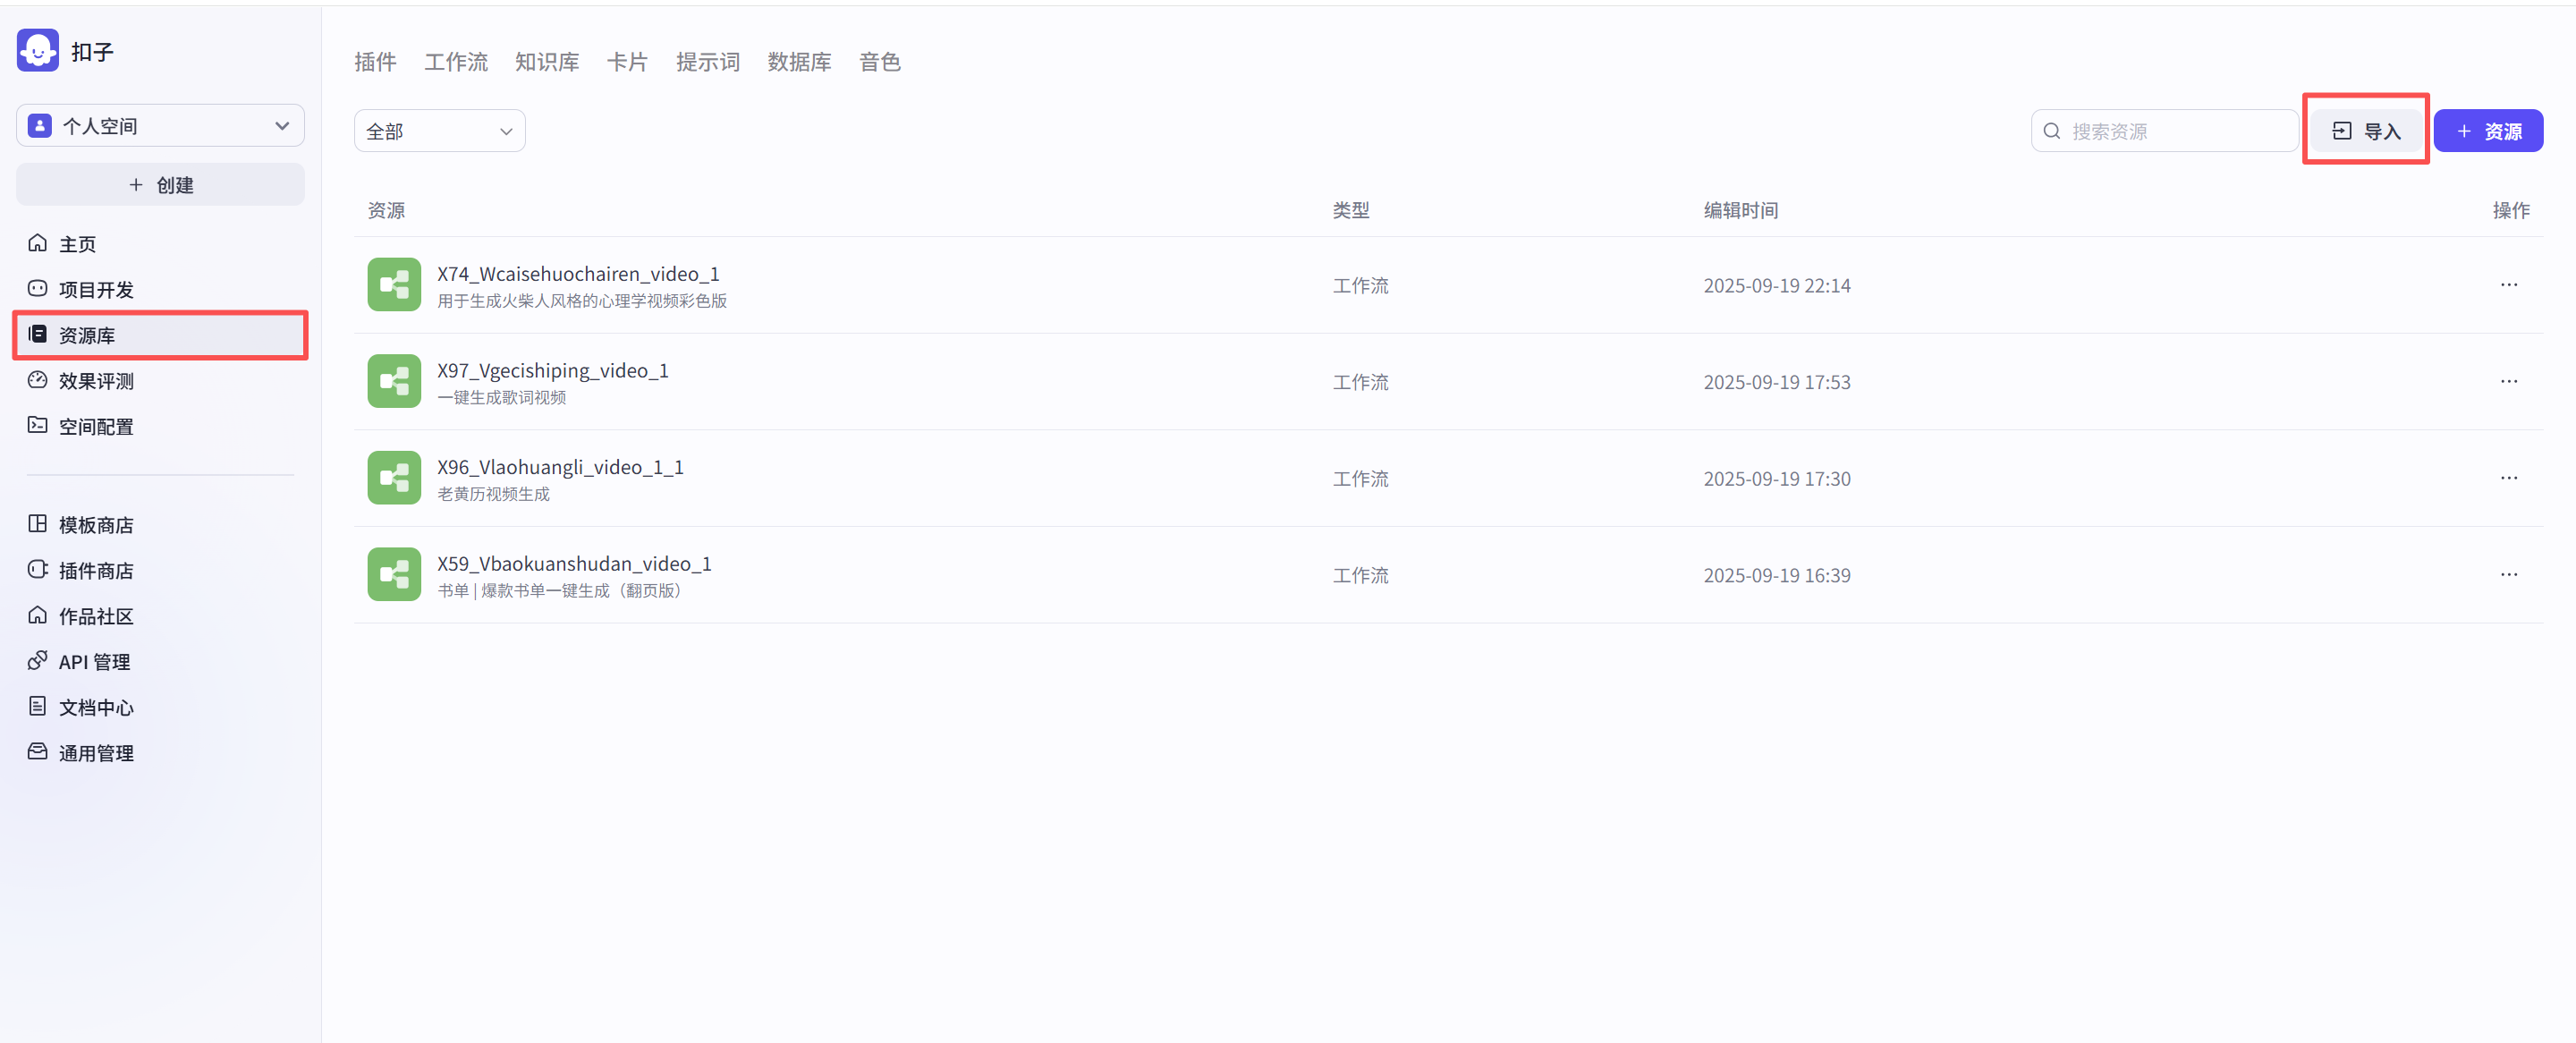 扣子
个人空间
+ 创建
主页
项目开发
资源库
效果评测
空间配置
模板商店
插件商店
作品社区
API 管理
文档中心
通用管理
插件 工作流 知识库 卡片 提示词 数据库 音色
全部 搜索资源 导入 + 资源
资源 类型 编辑时间 操作
X74_Wcaisehuochairen_video_1
用于生成火柴人风格的心理学视频彩色版
工作流 2025-09-19 22:14 ···
X97_Vgecishiping_video_1
一键生成歌词视频
工作流 2025-09-19 17:53 ···
X96_Vlaohuangli_video_1_1
老黄历视频生成
工作流 2025-09-19 17:30 ···
X59_Vbaokuanshudan_video_1
书单 | 爆款书单一键生成（翻页版）
工作流 2025-09-19 16:39 ···